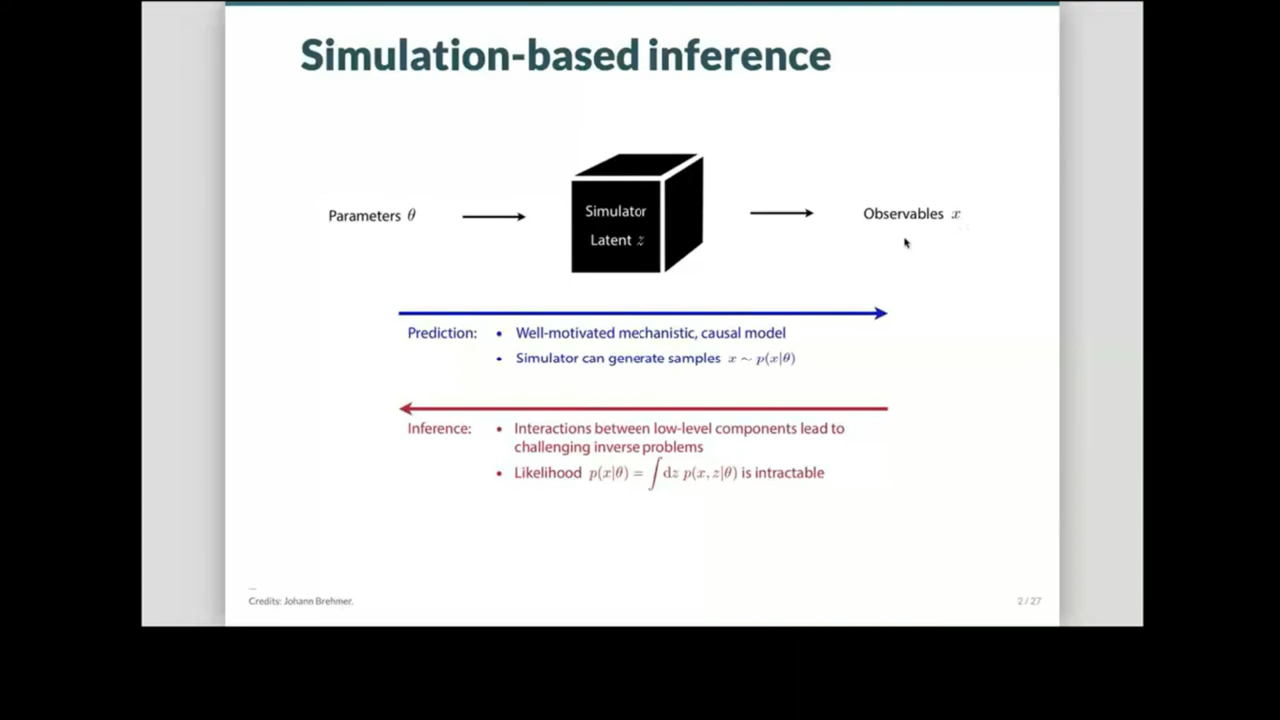 Simulation-based inference
Parameters θ
Simulator
Latent z
Observables x
Prediction:
• Well-motivated mechanistic, causal model
• Simulator can generate samples x ∼ p(x|θ)
Inference:
• Interactions between low-level components lead to
challenging inverse problems
• Likelihood p(x|θ) = ∫ dz p(x, z|θ) is intractable
Credits: Johann Brehmer.
2 / 27